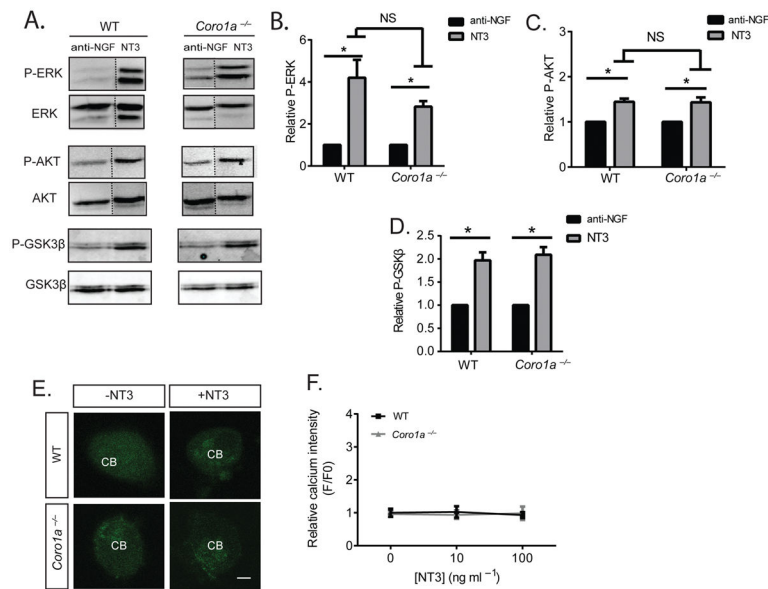 A.
WT
Coro1a −/−
anti-NGF NT3
anti-NGF NT3
P-ERK
ERK
P-AKT
AKT
P-GSK3β
GSK3β
B.
anti-NGF
NT3
NS
*
*
Relative P-ERK
6
4
2
0
WT
Coro1a −/−
C.
anti-NGF
NT3
NS
*
*
Relative P-AKT
3
2
1
0
WT
Coro1a −/−
D.
anti-NGF
NT3
*
*
Relative P-GSKβ
2.5
2.0
1.5
1.0
0.5
0.0
WT
Coro1a −/−
E.
-NT3
+NT3
WT
CB
CB
Coro1a −/−
CB
CB
F.
WT
Coro1a −/−
Relative calcium intensity
(F/F0)
4
3
2
1
0
0
10
100
[NT3] (ng ml −1)